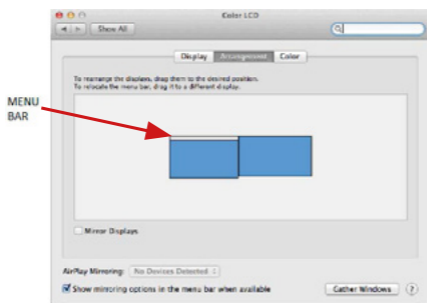 Color LCD
Show All
Display Arrangement Color
To rearrange the displays, drag them to the desired position.
To relocate the menu bar, drag it to a different display.
MENU
BAR
Mirror Displays
AirPlay Mirroring: No Devices Detected
Show mirroring options in the menu bar when available
Gather Windows ?